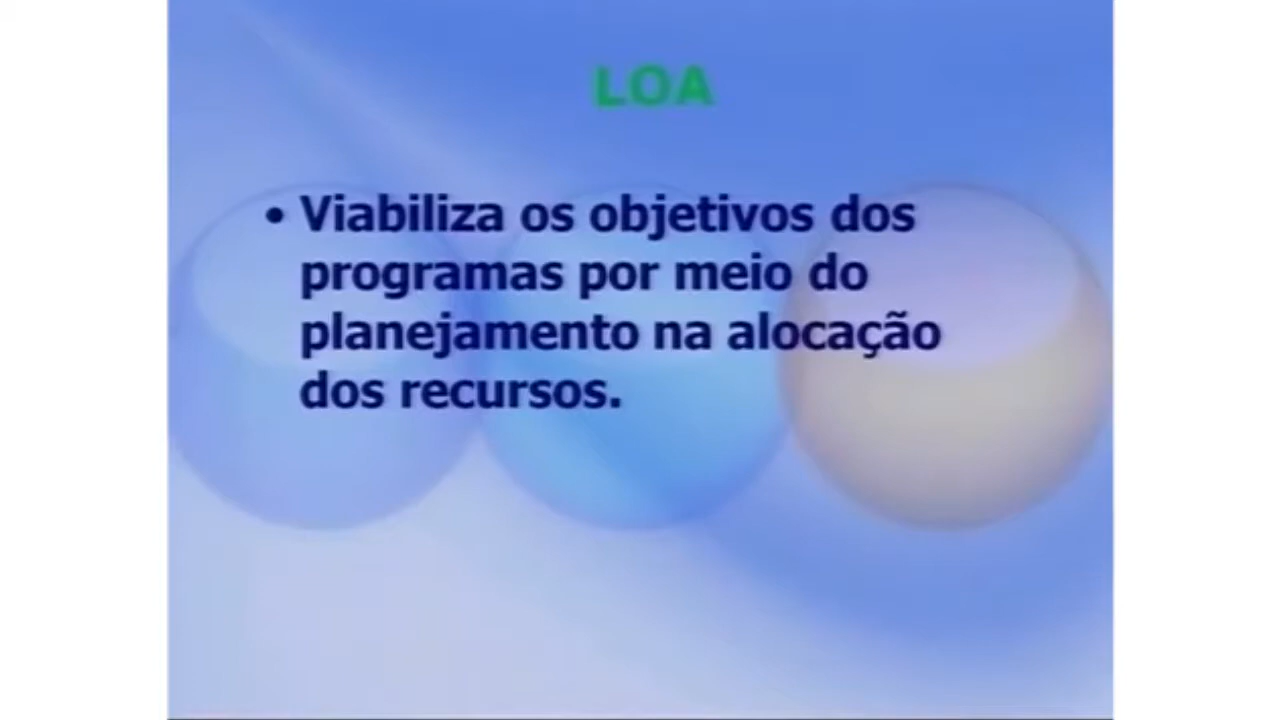 LOA
• Viabiliza os objetivos dos
programas por meio do
planejamento na alocação
dos recursos.